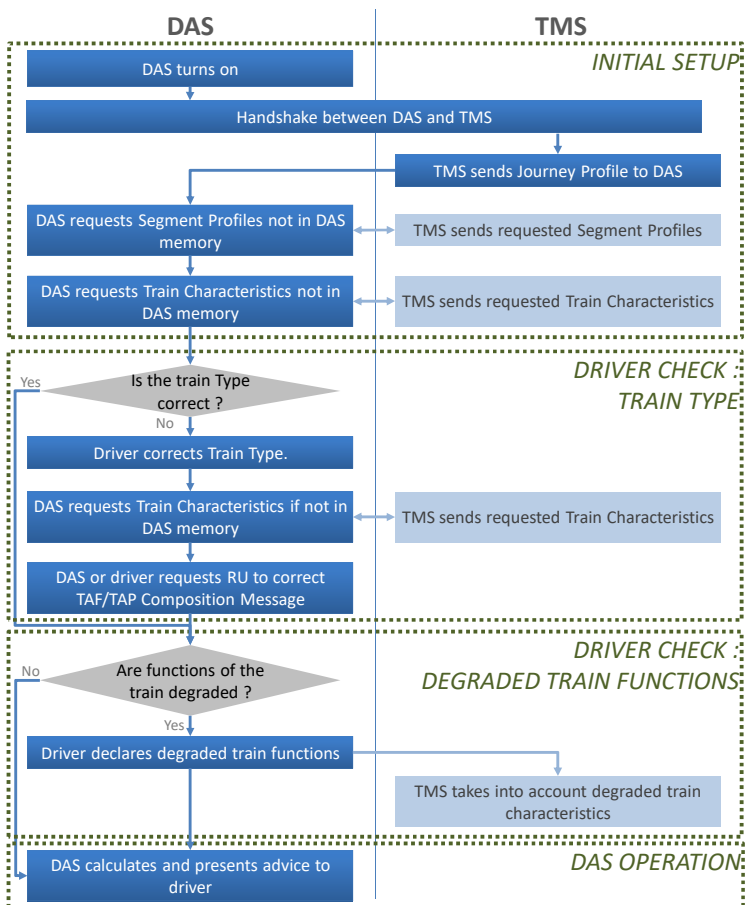 DAS
TMS
INITIAL SETUP
DAS turns on
Handshake between DAS and TMS
TMS sends Journey Profile to DAS
DAS requests Segment Profiles not in DAS
memory
TMS sends requested Segment Profiles
DAS requests Train Characteristics not in
DAS memory
TMS sends requested Train Characteristics
DRIVER CHECK :
TRAIN TYPE
Yes
Is the train Type
correct ?
No
Driver corrects Train Type.
DAS requests Train Characteristics if not in
DAS memory
TMS sends requested Train Characteristics
DAS or driver requests RU to correct
TAF/TAP Composition Message
DRIVER CHECK :
DEGRADED TRAIN FUNCTIONS
No
Are functions of the
train degraded ?
Yes
Driver declares degraded train functions
TMS takes into account degraded train
characteristics
DAS OPERATION
DAS calculates and presents advice to
driver